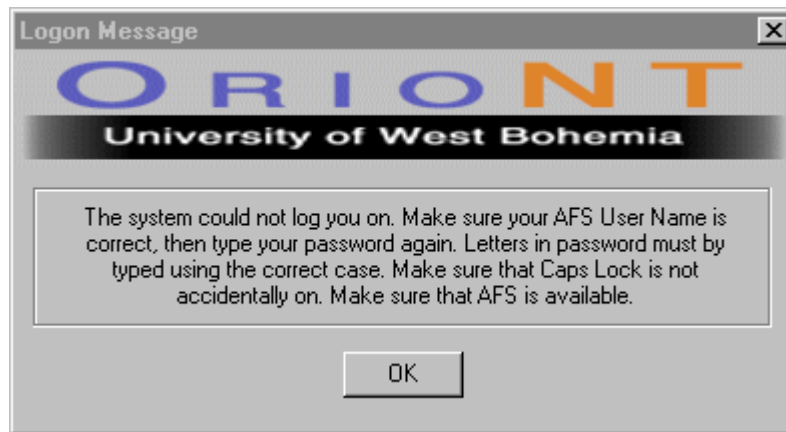 Logon Message
ORIONT
University of West Bohemia
The system could not log you on. Make sure your AFS User Name is
correct, then type your password again. Letters in password must by
typed using the correct case. Make sure that Caps Lock is not
accidentally on. Make sure that AFS is available.
OK